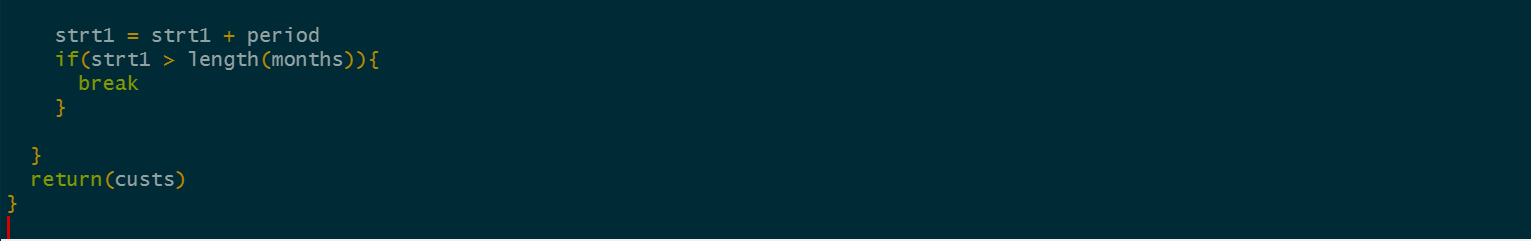 strt1 = strt1 + period
if(strt1 > length(months)){
break
}
}
return(custs)
}